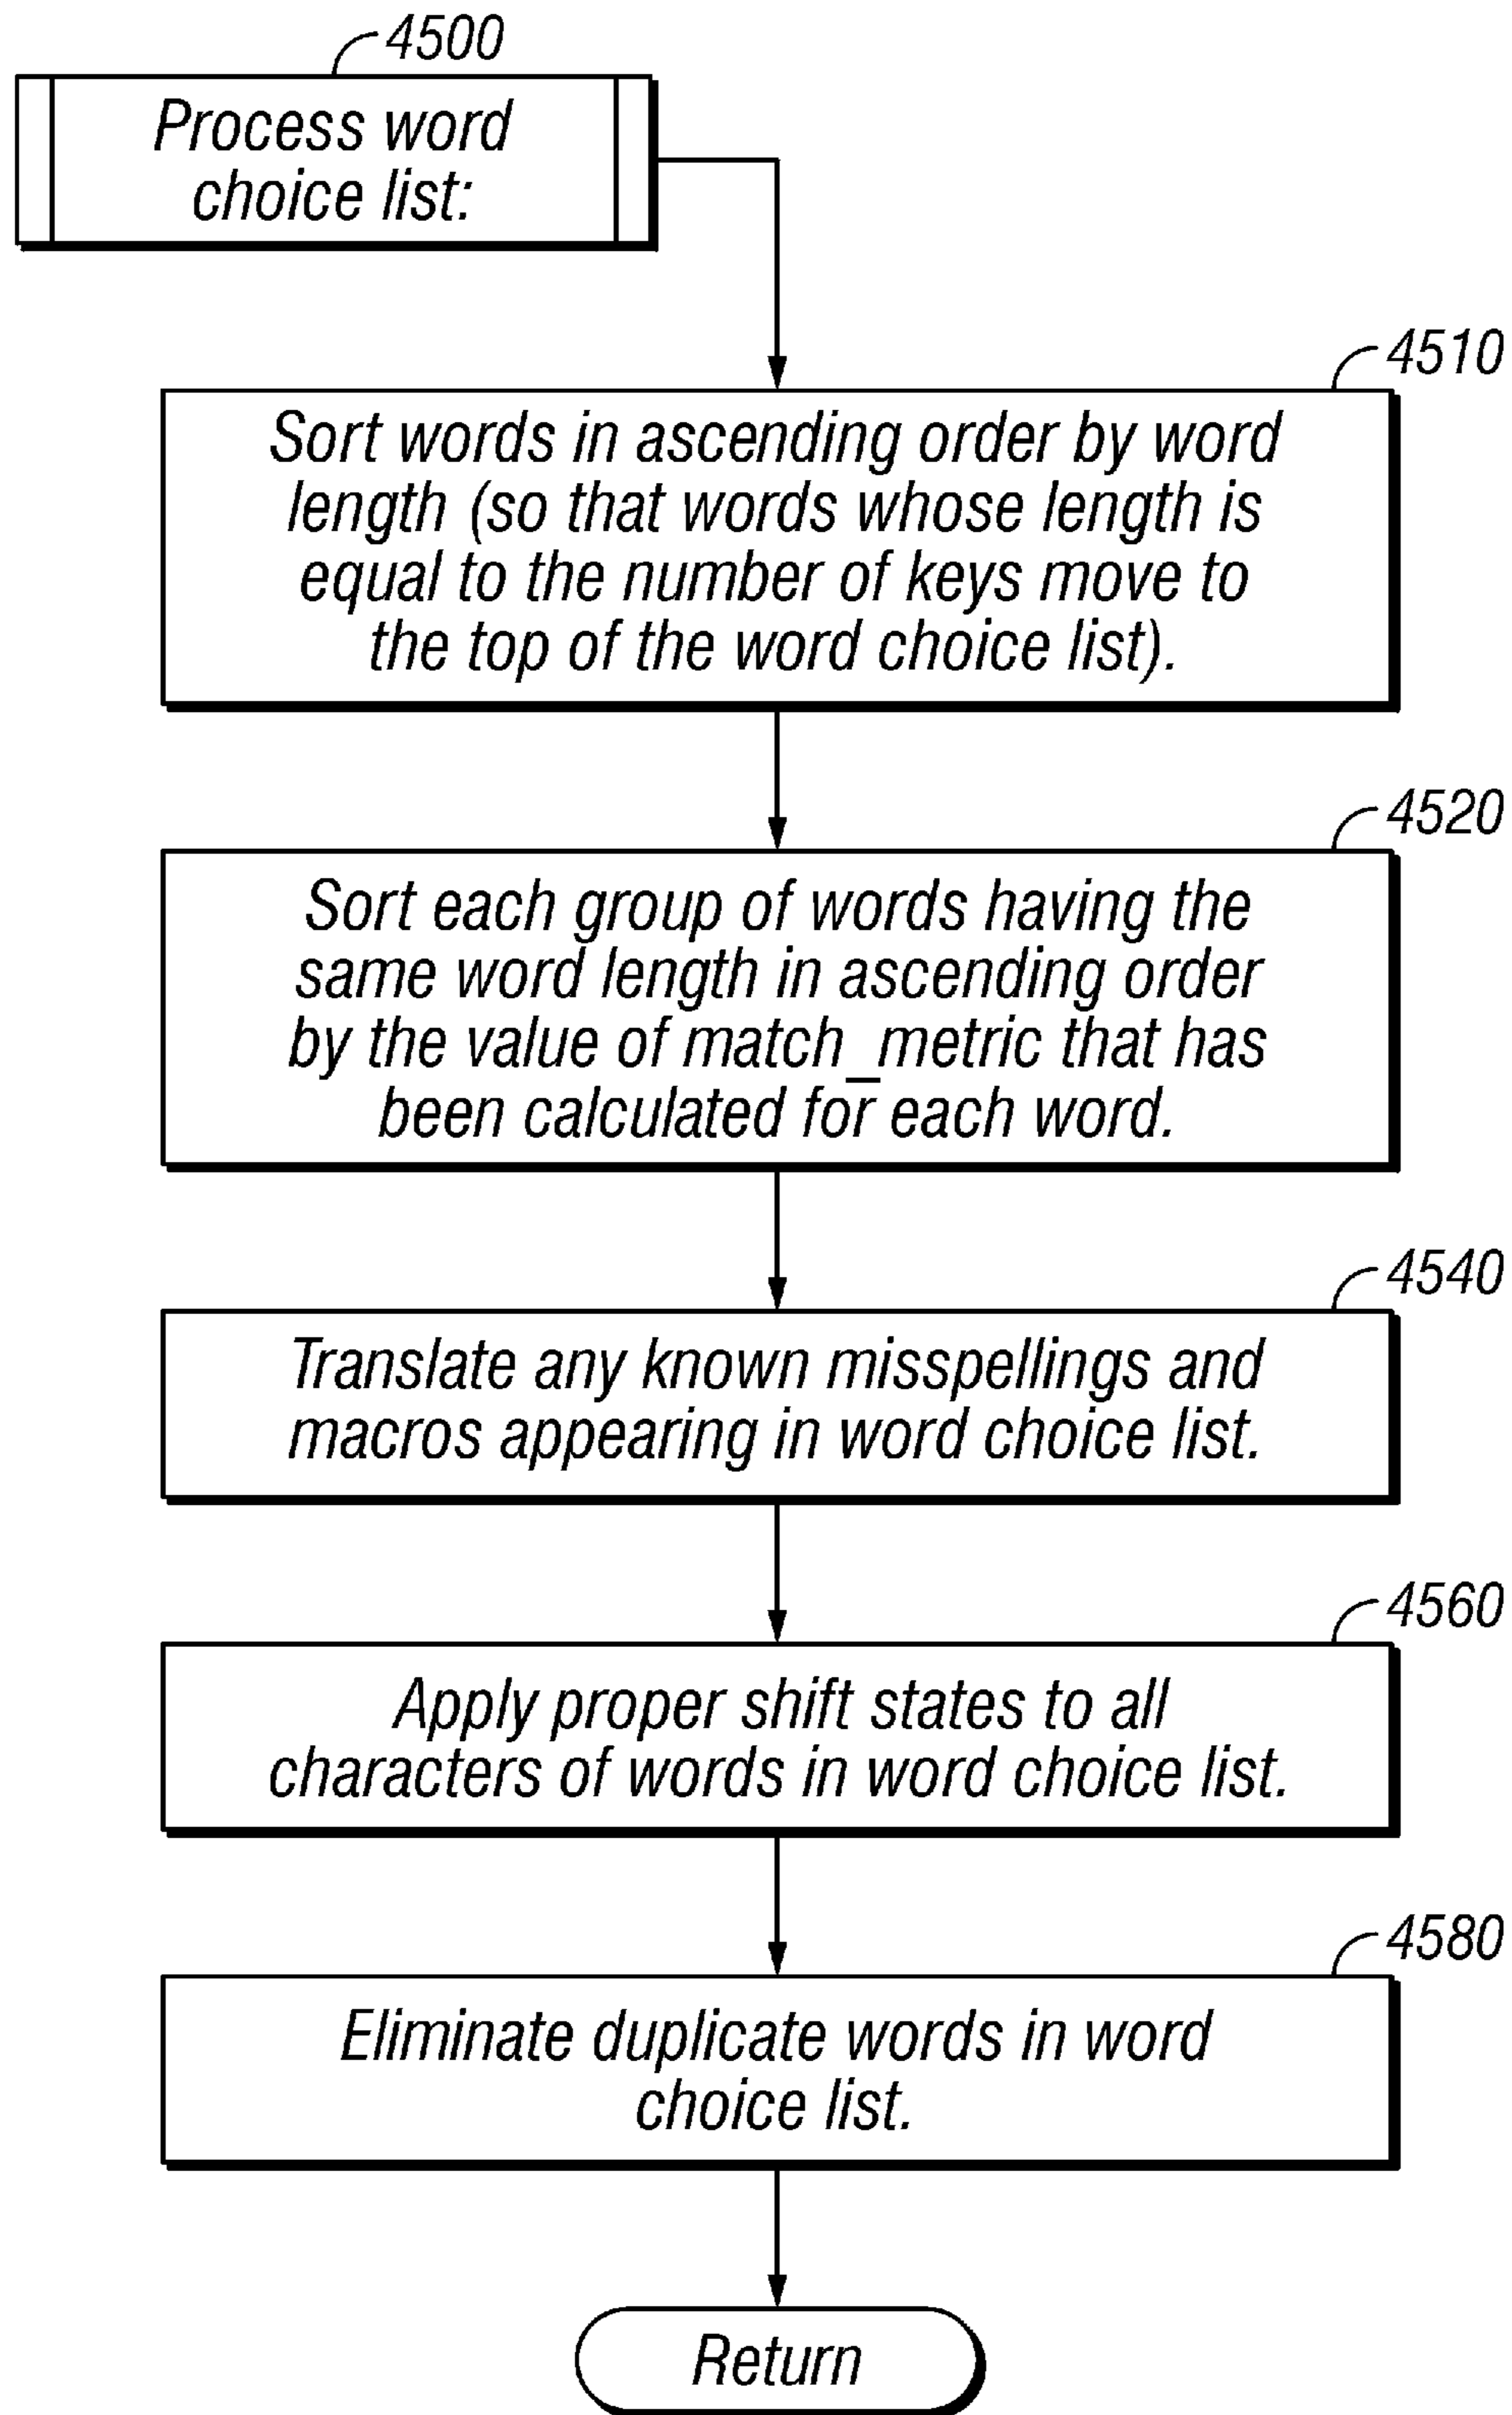 4500
Process word
choice list:
4510
Sort words in ascending order by word
length (so that words whose length is
equal to the number of keys move to
the top of the word choice list).
4520
Sort each group of words having the
same word length in ascending order
by the value of match_metric that has
been calculated for each word.
4540
Translate any known misspellings and
macros appearing in word choice list.
4560
Apply proper shift states to all
characters of words in word choice list.
4580
Eliminate duplicate words in word
choice list.
Return